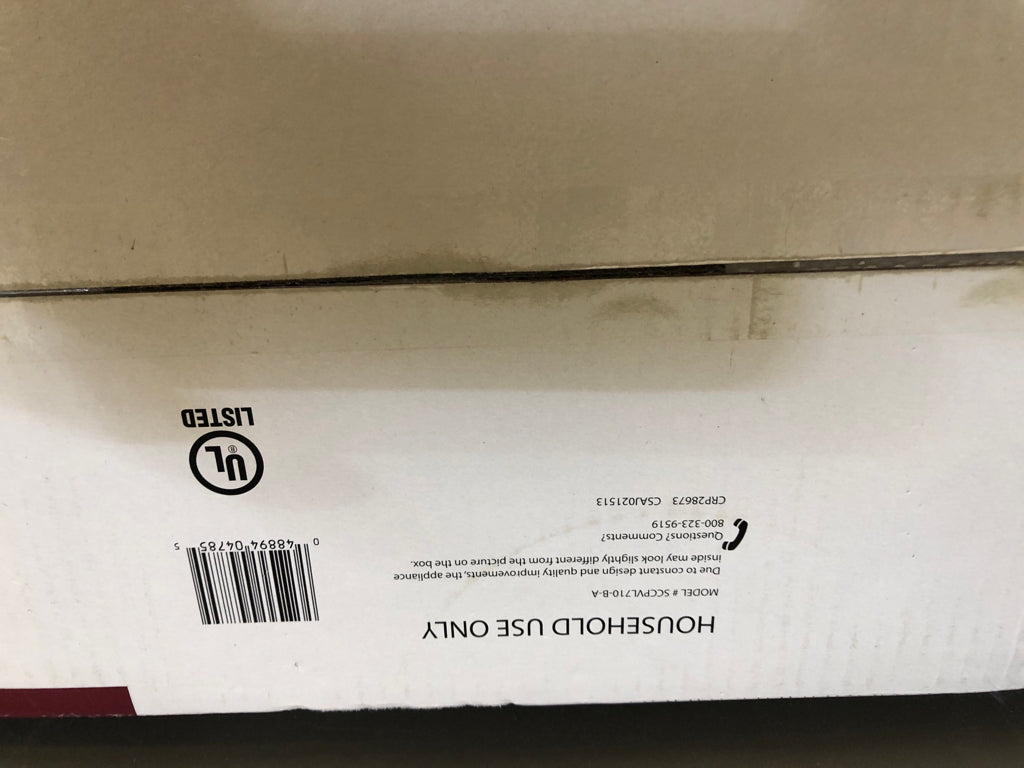 HOUSEHOLD USE ONLY
MODEL # SCCPVL710-B-A
Due to constant design and quality improvements, the appliance
inside may look slightly different from the picture on the box.
Questions? Comments?
800-323-9519
CRP28673 CSAJ021513
0 48894 04785 5
UL®
LISTED